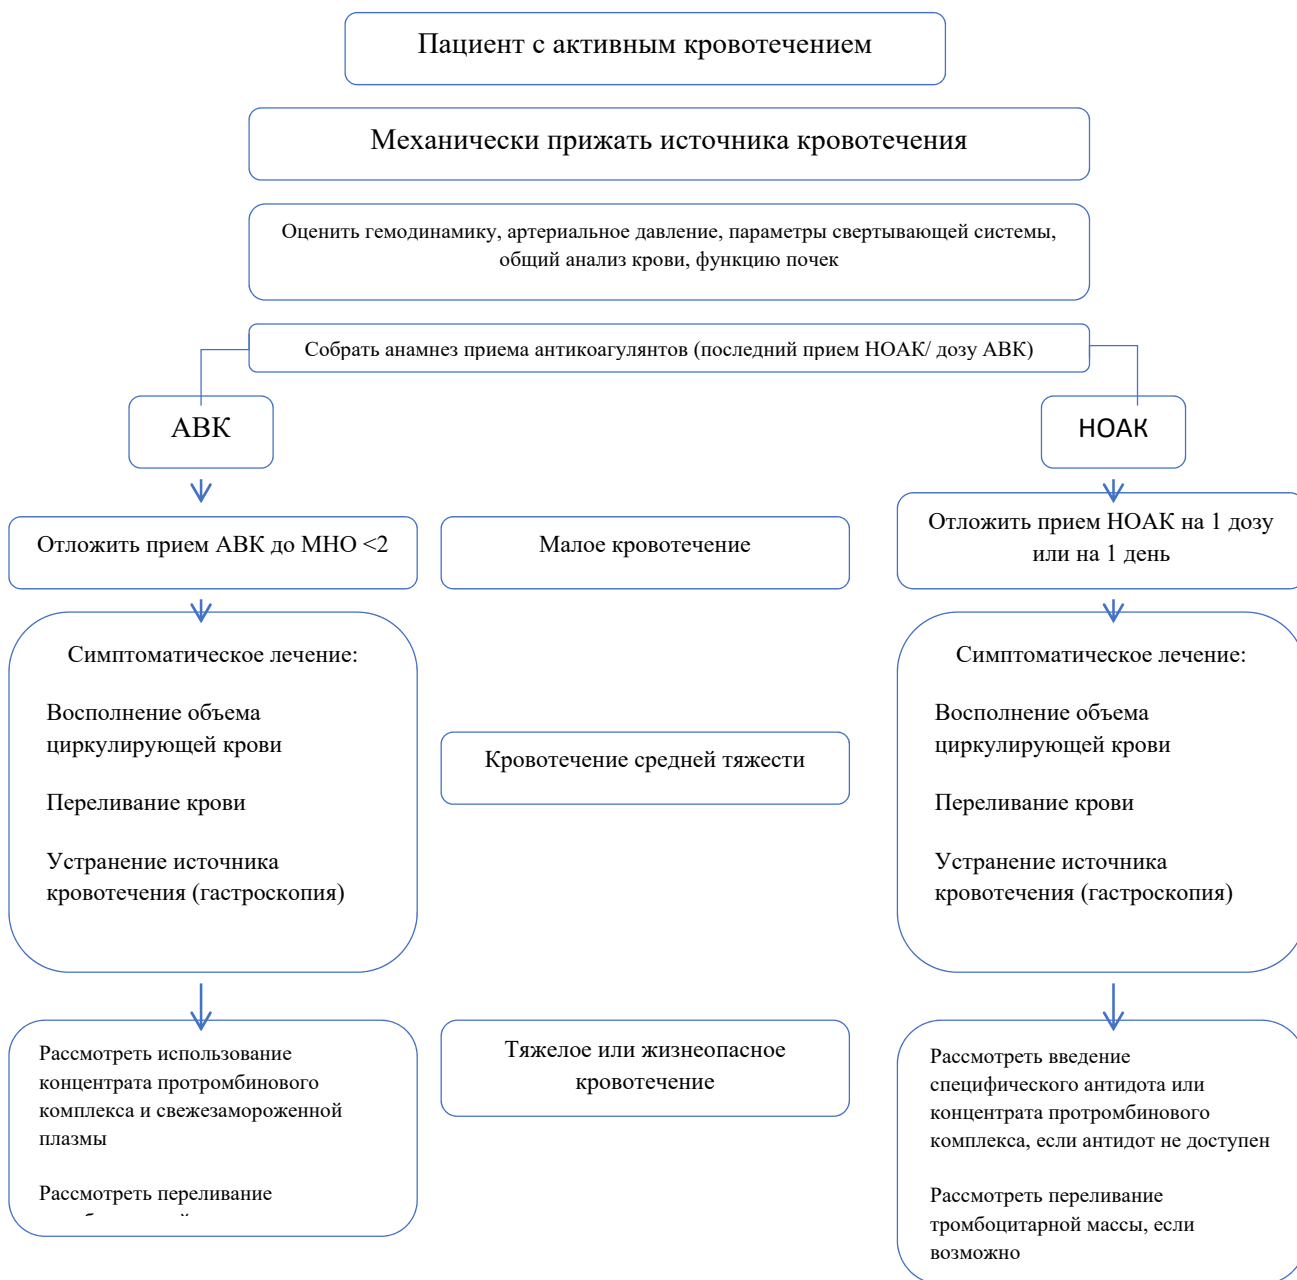 Пациент с активным кровотечением
Механически прижать источника кровотечения
Оценить гемодинамику, артериальное давление, параметры свертывающей системы,
общий анализ крови, функцию почек
Собрать анамнез приема антикоагулянтов (последний прием НОАК/ дозу АВК)
АВК
НОАК
Отложить прием АВК до МНО <2
Малое кровотечение
Отложить прием НОАК на 1 дозу
или на 1 день
Симптоматическое лечение:
Восполнение объема
циркулирующей крови
Переливание крови
Устранение источника
кровотечения (гастроскопия)
Кровотечение средней тяжести
Симптоматическое лечение:
Восполнение объема
циркулирующей крови
Переливание крови
Устранение источника
кровотечения (гастроскопия)
Рассмотреть использование
концентрата протромбинового
комплекса и свежезамороженной
плазмы
Рассмотреть переливание
Тяжелое или жизнеопасное
кровотечение
Рассмотреть введение
специфического антидота или
концентрата протромбинового
комплекса, если антидот не доступен
Рассмотреть переливание
тромбоцитарной массы, если
возможно